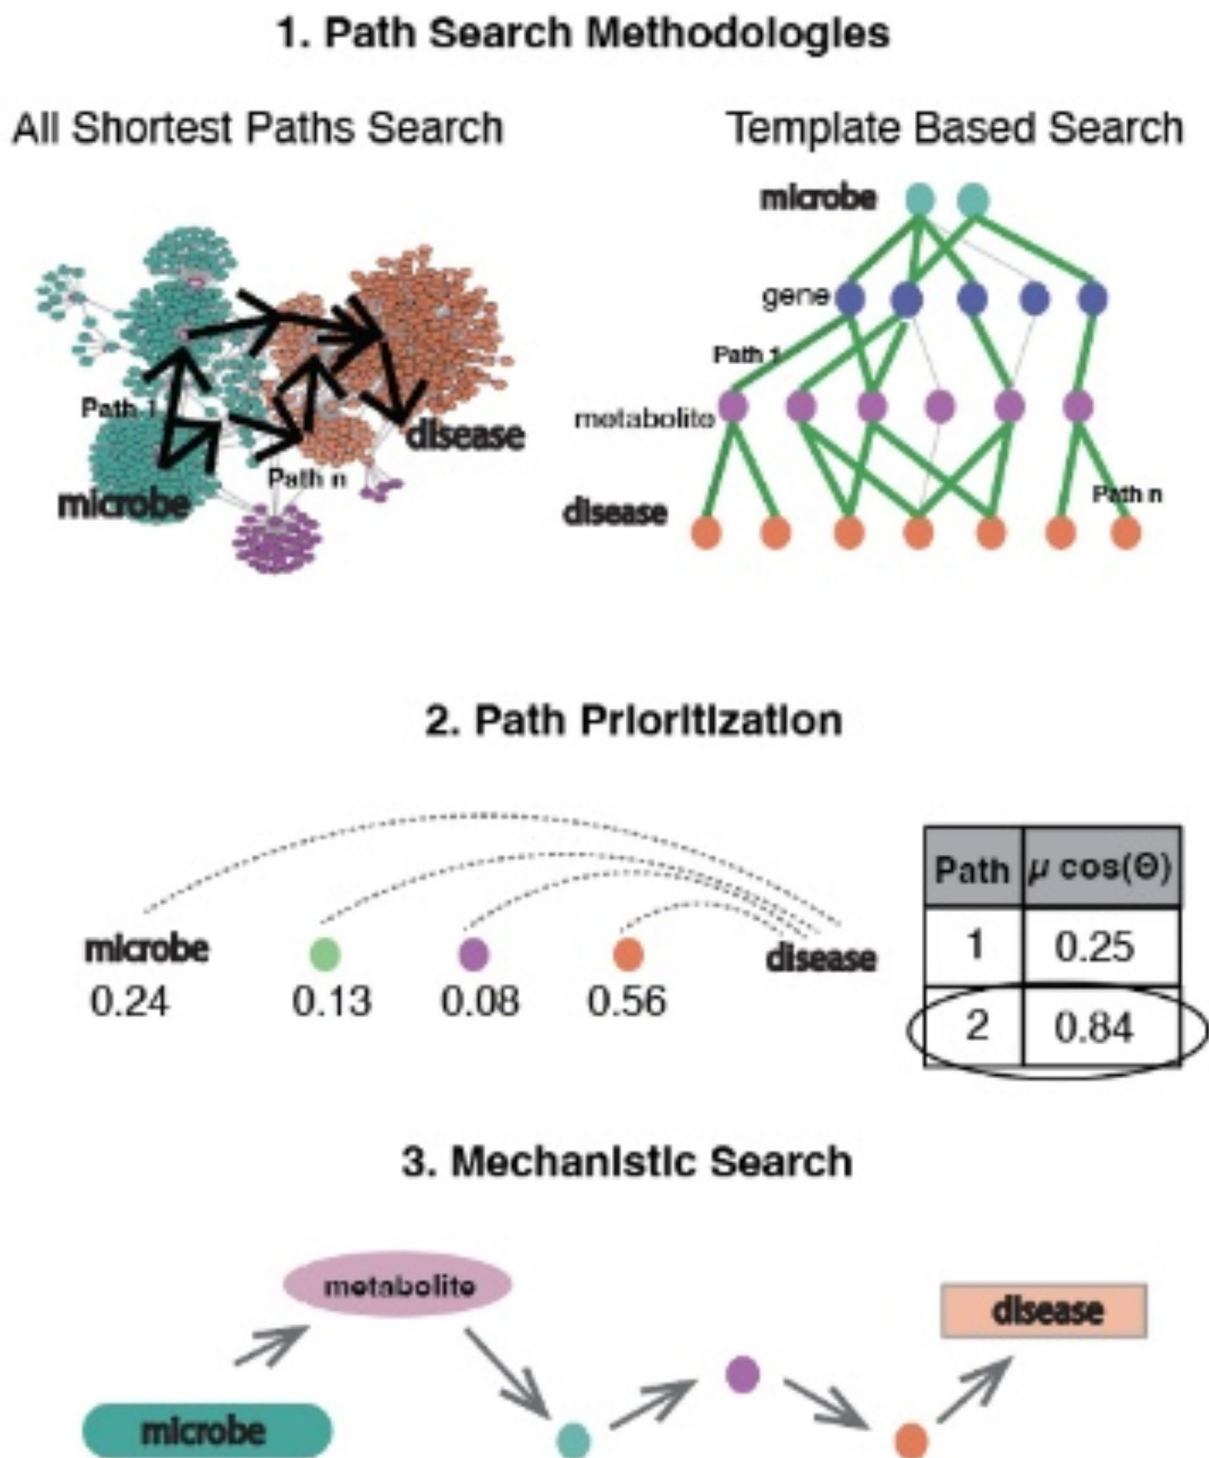 1. Path Search Methodologies
All Shortest Paths Search
Template Based Search
microbe
gene
Path 1
metabolite
Path n
disease
Path 1
disease
Path n
microbe
2. Path Prioritization
microbe
disease
0.24
0.13
0.08
0.56
Path μ cos(Θ)
1 0.25
2 0.84
3. Mechanistic Search
metabolite
disease
microbe